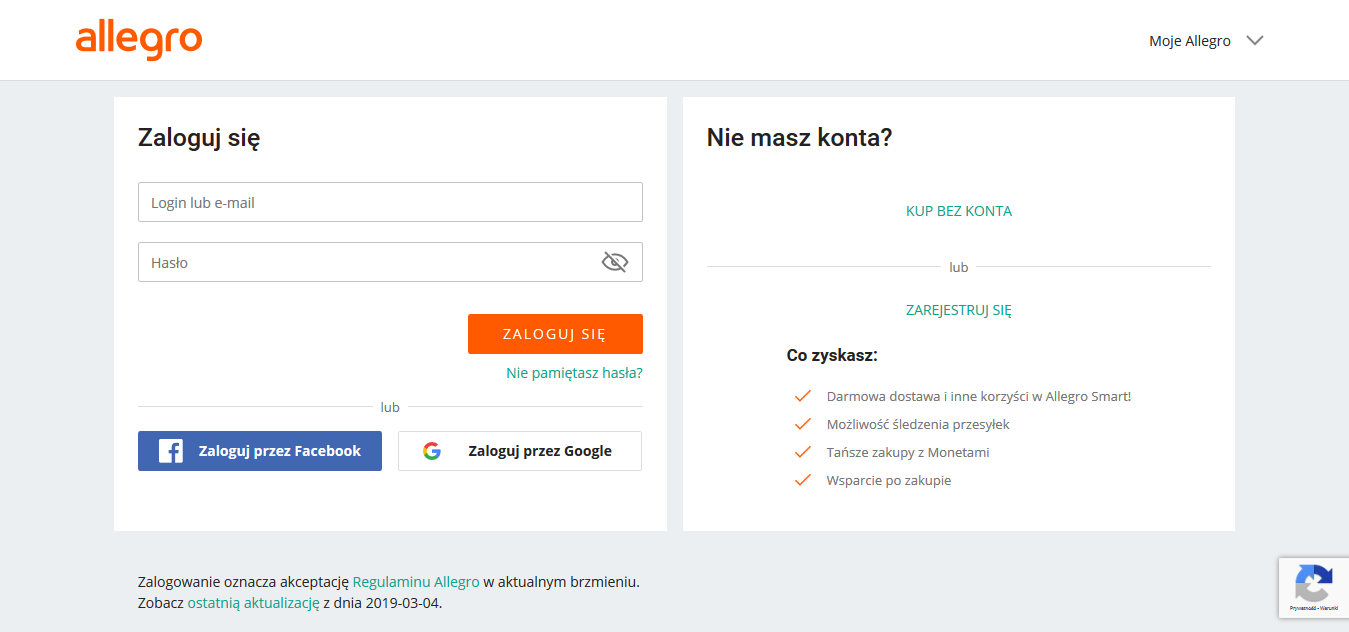 allegro
Moje Allegro
Zaloguj się
Login lub e-mail
Hasło
ZALOGUJ SIĘ
Nie pamiętasz hasła?
lub
Zaloguj przez Facebook
Zaloguj przez Google
Nie masz konta?
KUP BEZ KONTA
lub
ZAREJESTRUJ SIĘ
Co zyskasz:
Darmowa dostawa i inne korzyści w Allegro Smart!
Możliwość śledzenia przesyłek
Tańsze zakupy z Monetami
Wsparcie po zakupie
Zalogowanie oznacza akceptację Regulaminu Allegro w aktualnym brzmieniu.
Zobacz ostatnią aktualizację z dnia 2019-03-04.
Prywatność - Warunki